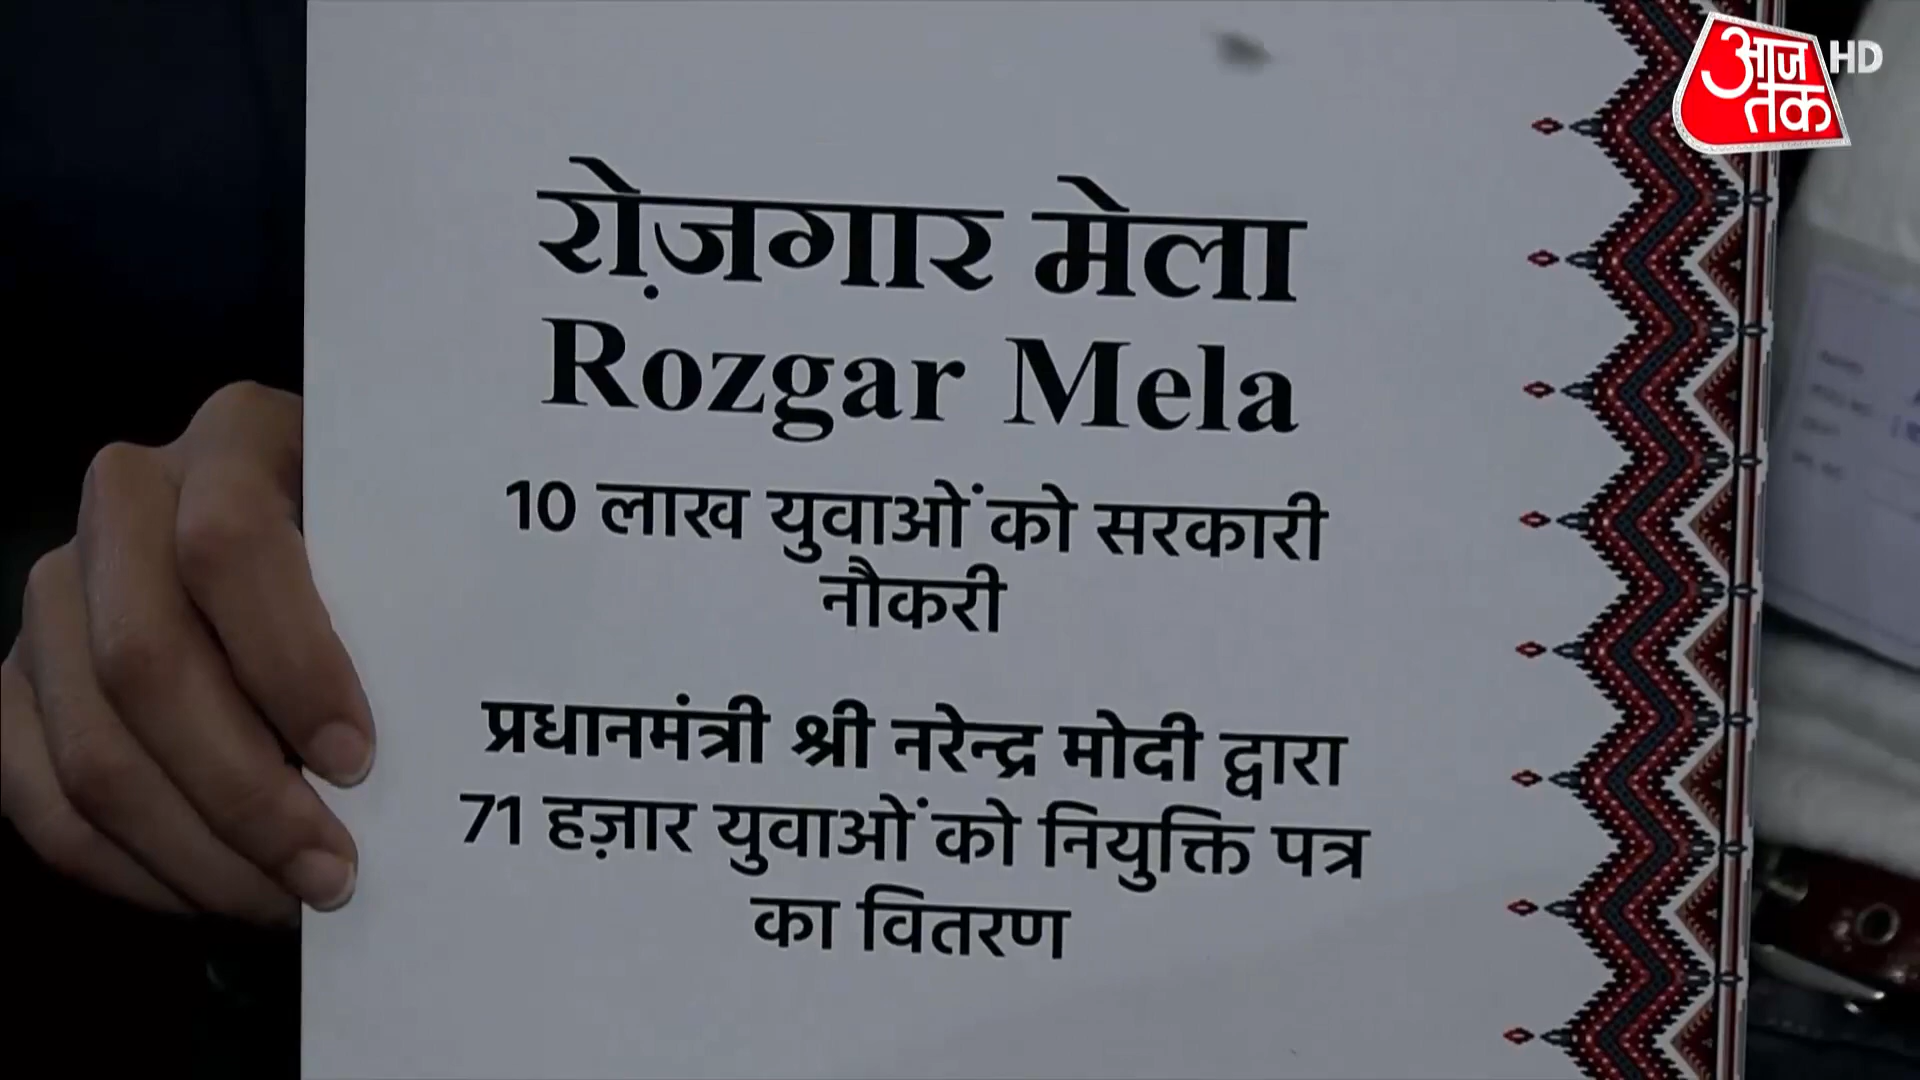 आज
तक
HD
रोज़गार मेला
Rozgar Mela
10 लाख युवाओं को सरकारी
नौकरी
प्रधानमंत्री श्री नरेन्द्र मोदी द्वारा
71 हज़ार युवाओं को नियुक्ति पत्र
का वितरण